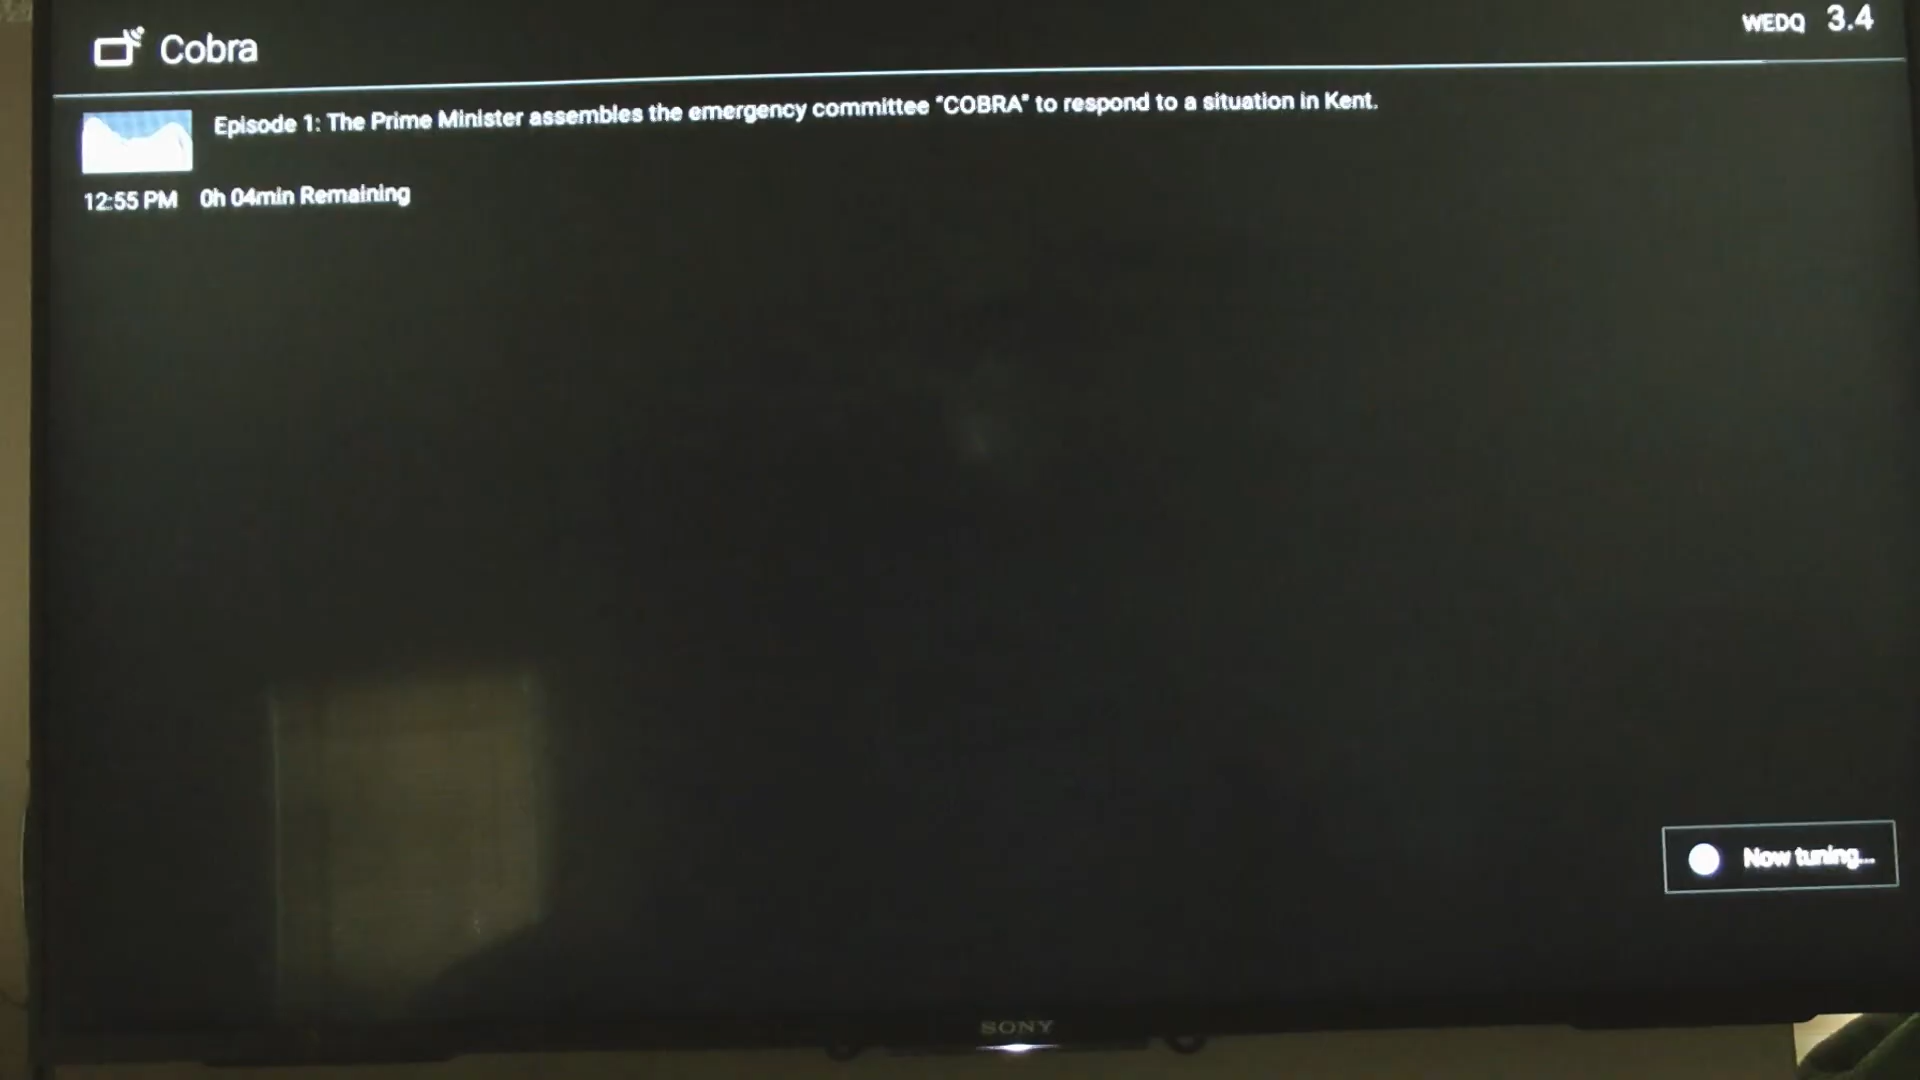 Cobra
WEDQ 3.4
Episode 1: The Prime Minister assembles the emergency committee "COBRA" to respond to a situation in Kent.
12:55 PM 0h 04min Remaining
Now tuning...
SONY